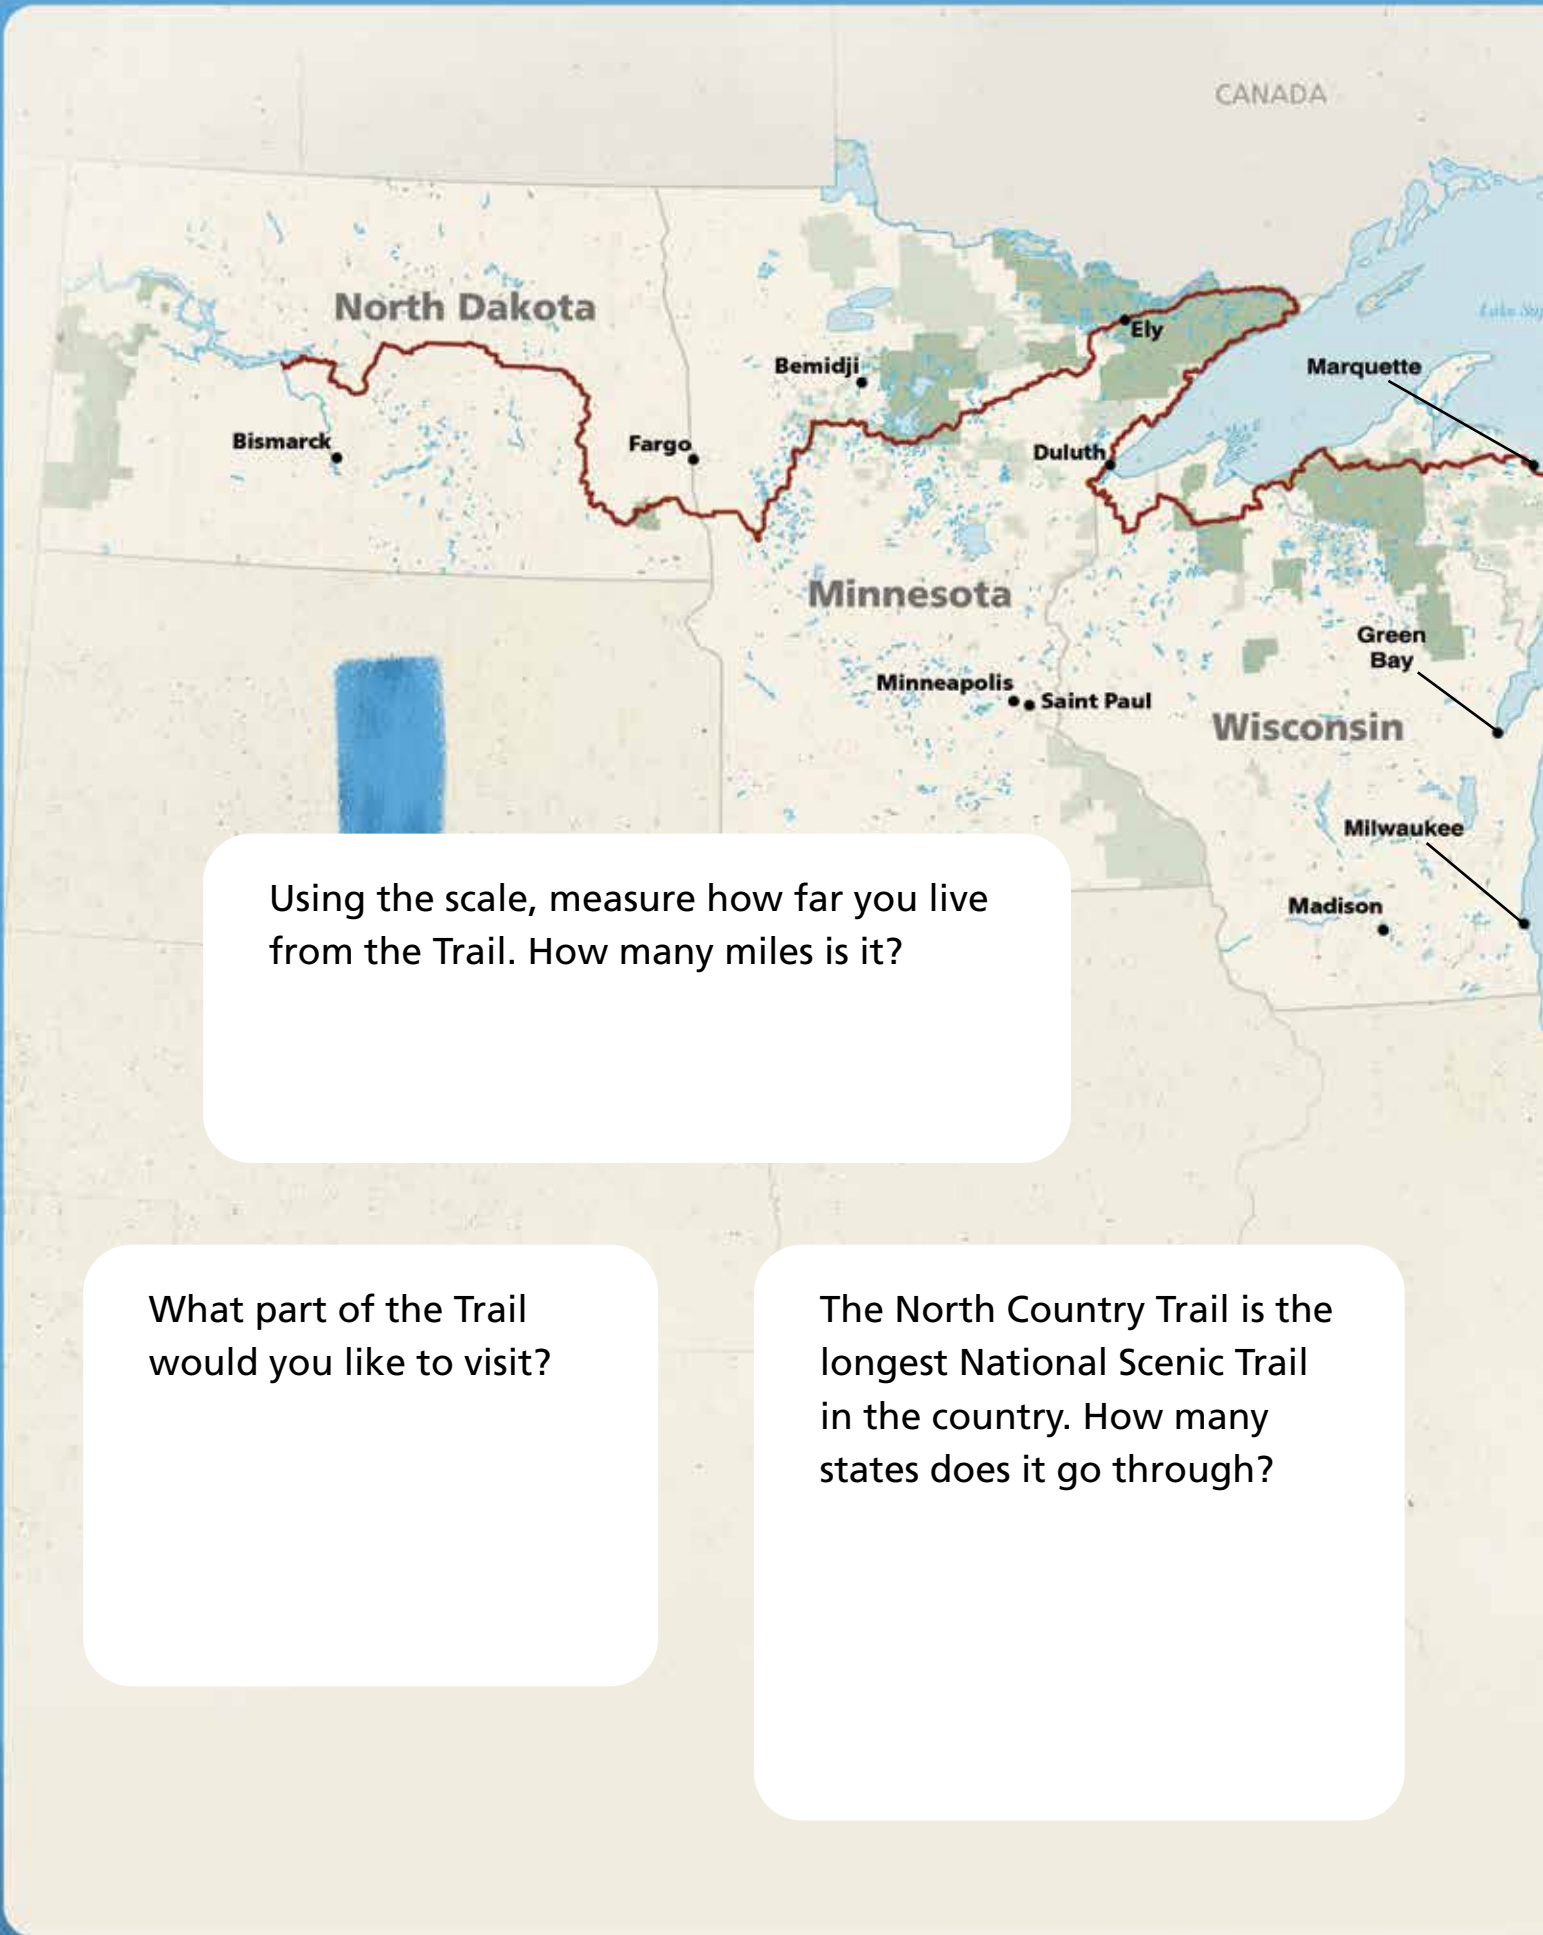 CANADA
North Dakota
Ely
Bemidji
Marquette
Bismarck
Fargo
Duluth
Minnesota
Green
Bay
Minneapolis
Saint Paul
Wisconsin
Milwaukee
Madison
Using the scale, measure how far you live
from the Trail. How many miles is it?
What part of the Trail
would you like to visit?
The North Country Trail is the
longest National Scenic Trail
in the country. How many
states does it go through?